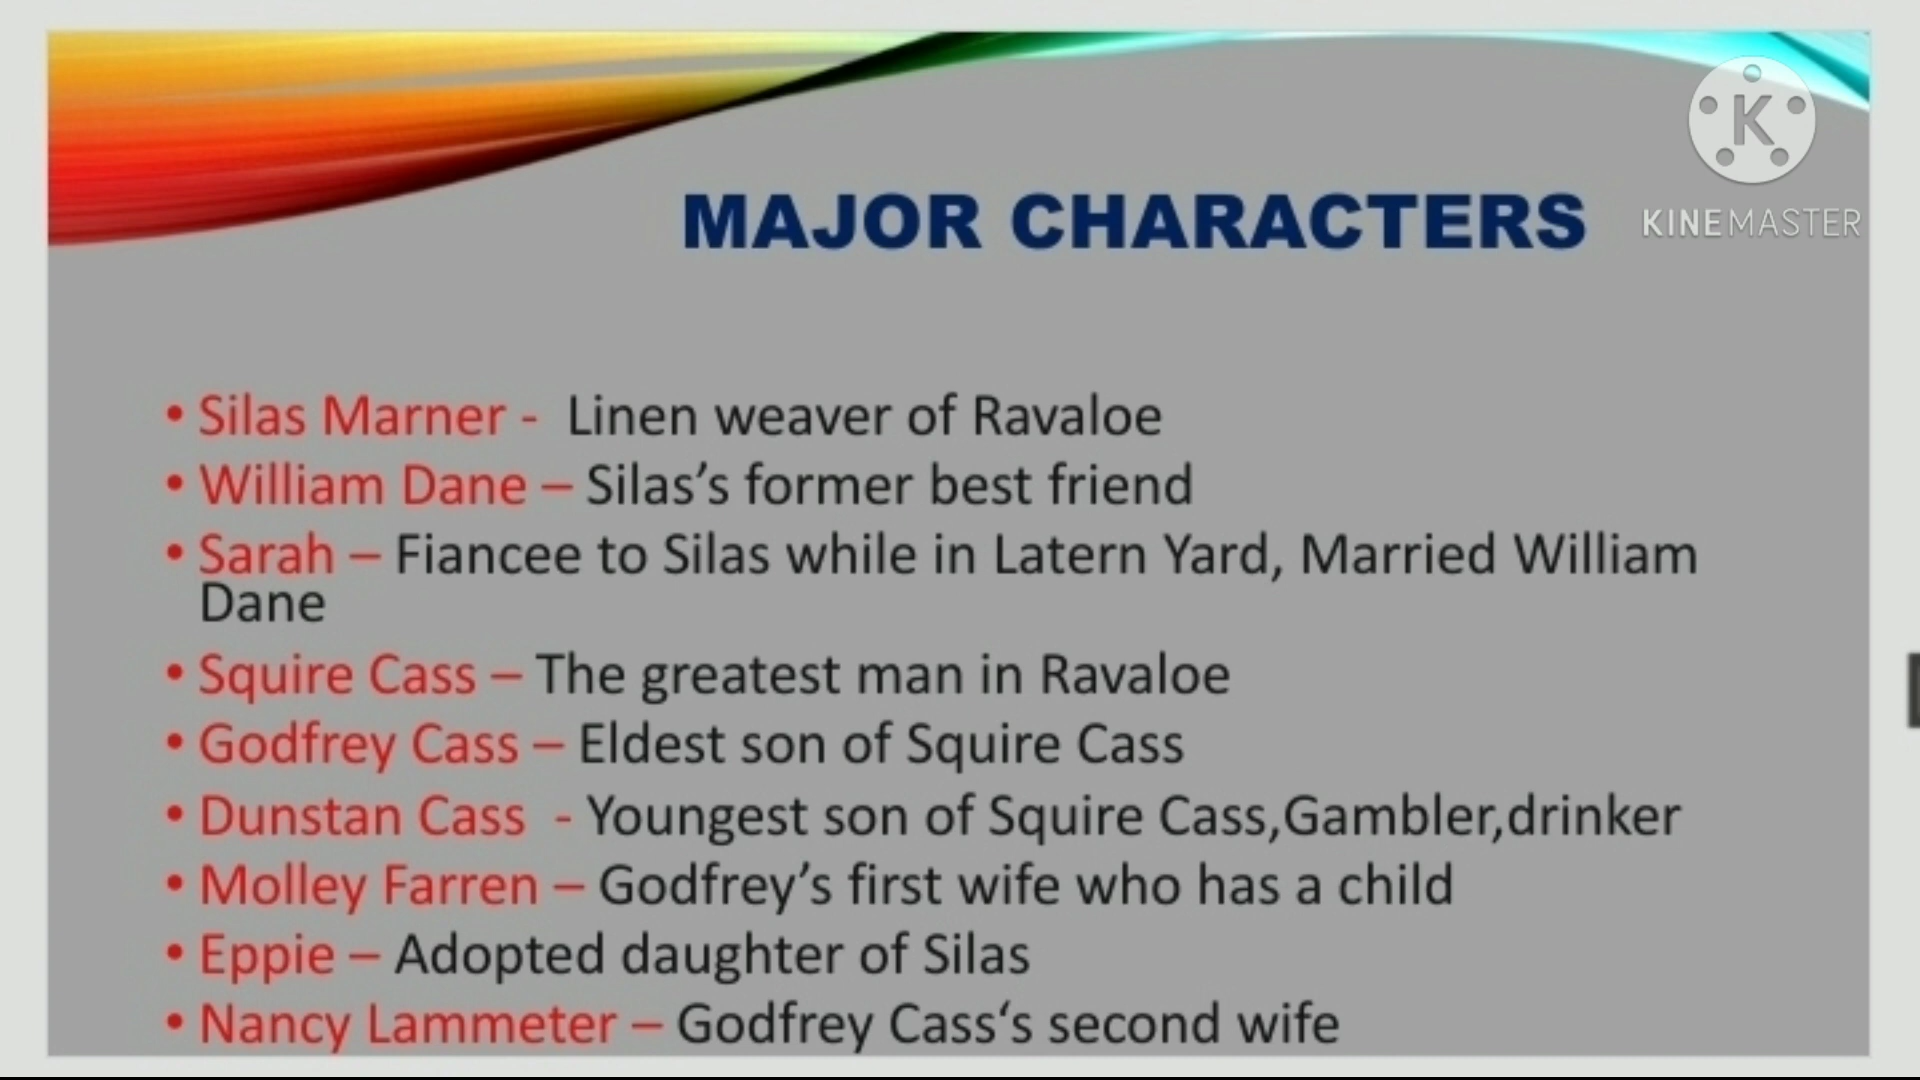 K
KINEMASTER
MAJOR CHARACTERS
• Silas Marner - Linen weaver of Ravaloe
• William Dane – Silas’s former best friend
• Sarah – Fiancee to Silas while in Latern Yard, Married William
Dane
• Squire Cass – The greatest man in Ravaloe
• Godfrey Cass – Eldest son of Squire Cass
• Dunstan Cass - Youngest son of Squire Cass,Gambler,drinker
• Molley Farren – Godfrey’s first wife who has a child
• Eppie – Adopted daughter of Silas
• Nancy Lammeter – Godfrey Cass‘s second wife